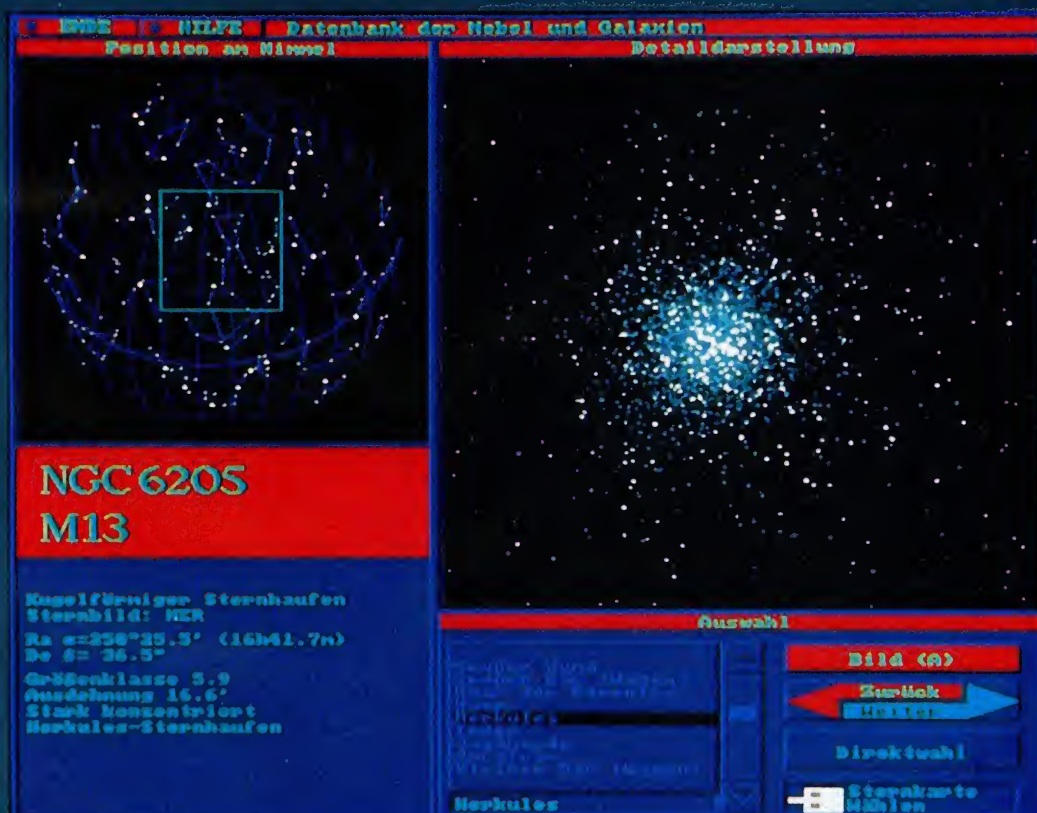 ENDE HILFE Datenbank der Nebel und Galaxien
Position am Himmel
Detaildarstellung
NGC 6205
M13
Kugelförmiger Sternhaufen
Sternbild: HER
Ra α=250°25.5' (16h41.7m)
De δ= 36.5°
Größenklasse 5.9
Ausdehnung 16.6'
Stark konzentriert
Herkules-Sternhaufen
Auswahl
Herkules
Bild (A)
Zurück
Weiter
Direktwahl
Sternkarte
Wählen